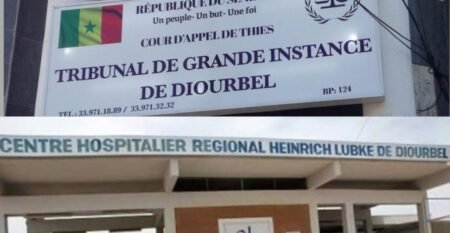 RÉPUBLIQUE DU SÉNÉGAL
Un peuple- Un but- Une foi
COUR D'APPEL DE THIES
TRIBUNAL DE GRANDE INSTANCE
DE DIOURBEL
BP: 124
TEL: 33.971.18.89 / 33.971.32.32
CENTRE HOSPITALIER REGIONAL HEINRICH LUBKE DE DIOURBEL